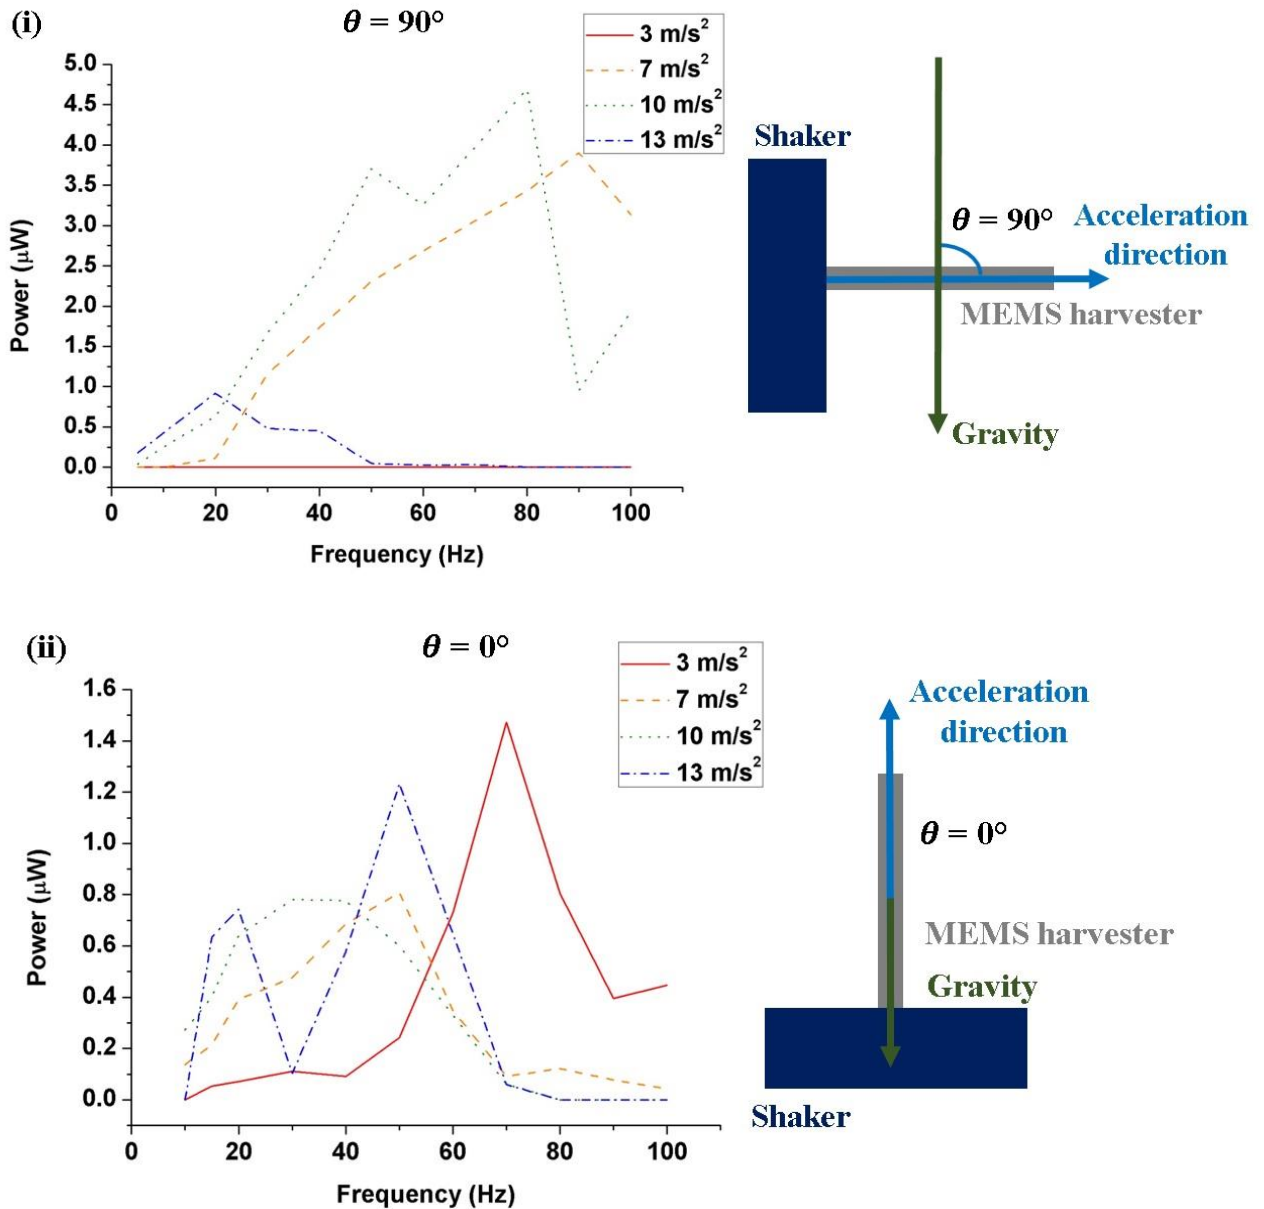 (i)
θ = 90°
3 m/s²
7 m/s²
10 m/s²
13 m/s²
5.0
4.5
4.0
3.5
3.0
2.5
2.0
1.5
1.0
0.5
0.0
Power (μW)
0 20 40 60 80 100
Frequency (Hz)
Shaker
θ = 90°
Acceleration
direction
MEMS harvester
Gravity
(ii)
θ = 0°
3 m/s²
7 m/s²
10 m/s²
13 m/s²
1.6
1.4
1.2
1.0
0.8
0.6
0.4
0.2
0.0
Power (μW)
0 20 40 60 80 100
Frequency (Hz)
Acceleration
direction
θ = 0°
MEMS harvester
Gravity
Shaker